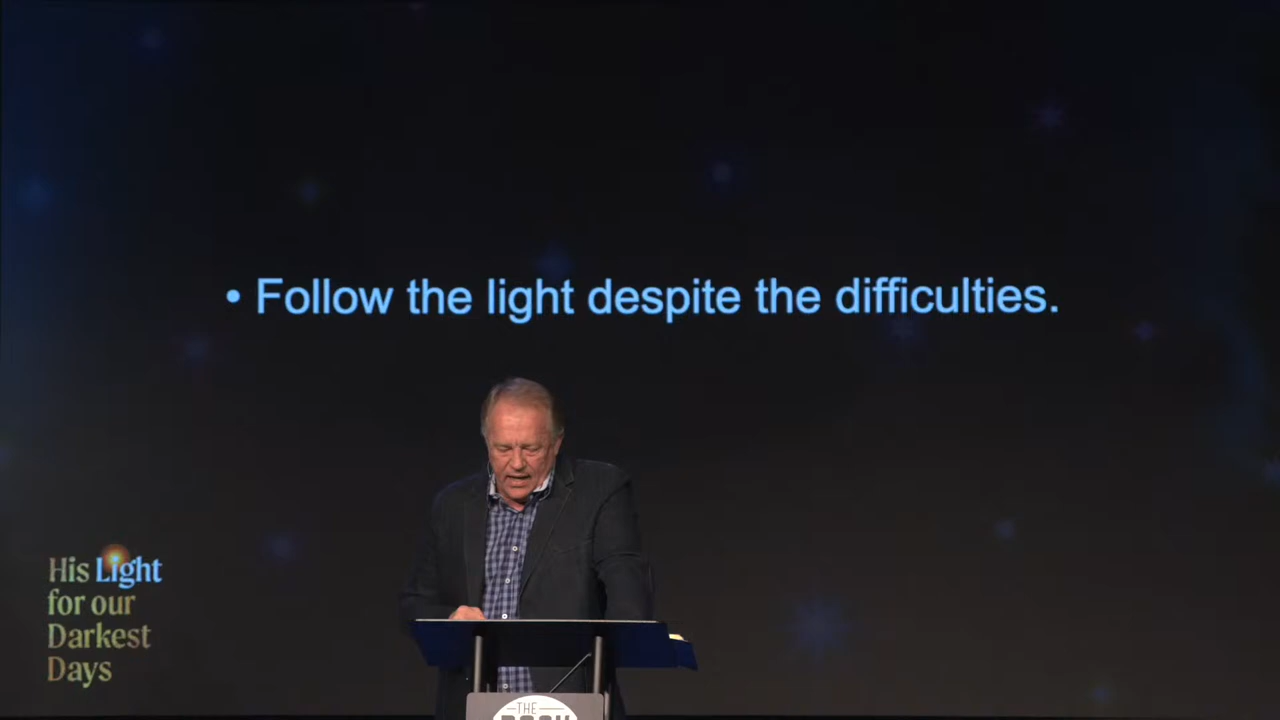 • Follow the light despite the difficulties.
His Light
for our
Darkest
Days
THE